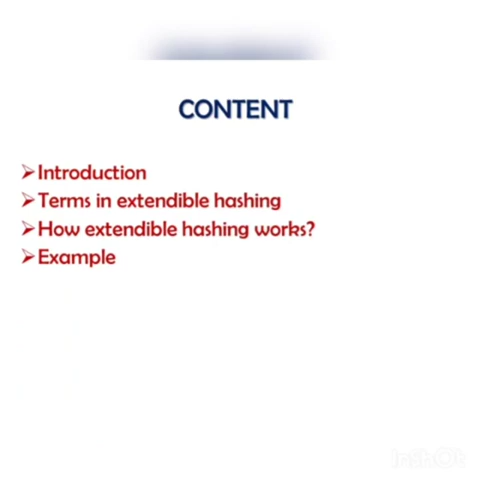 CONTENT
Introduction
Terms in extendible hashing
How extendible hashing works?
Example